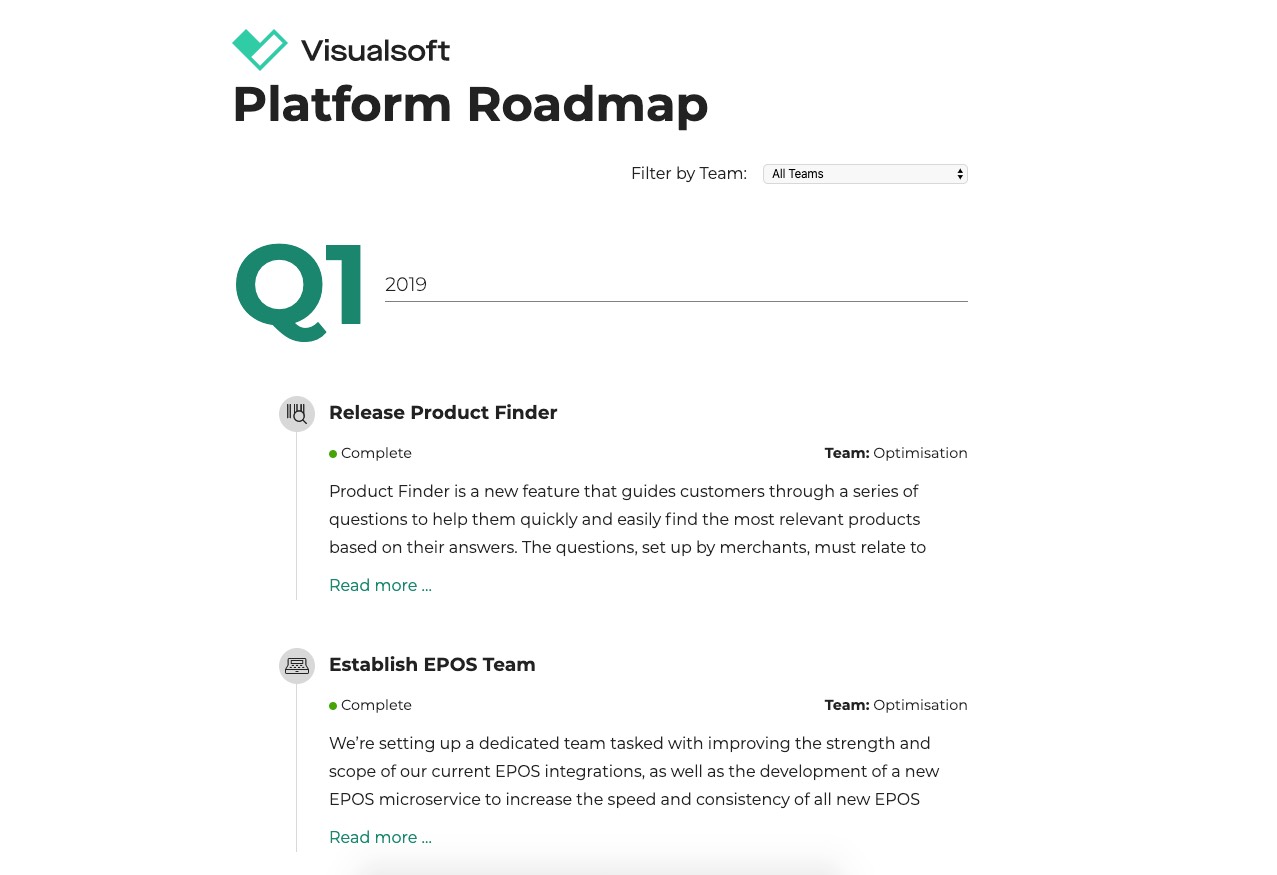 Visualsoft
Platform Roadmap
Filter by Team: All Teams
Q1 2019
Release Product Finder
Complete Team: Optimisation
Product Finder is a new feature that guides customers through a series of
questions to help them quickly and easily find the most relevant products
based on their answers. The questions, set up by merchants, must relate to
Read more ...
Establish EPOS Team
Complete Team: Optimisation
We’re setting up a dedicated team tasked with improving the strength and
scope of our current EPOS integrations, as well as the development of a new
EPOS microservice to increase the speed and consistency of all new EPOS
Read more ...